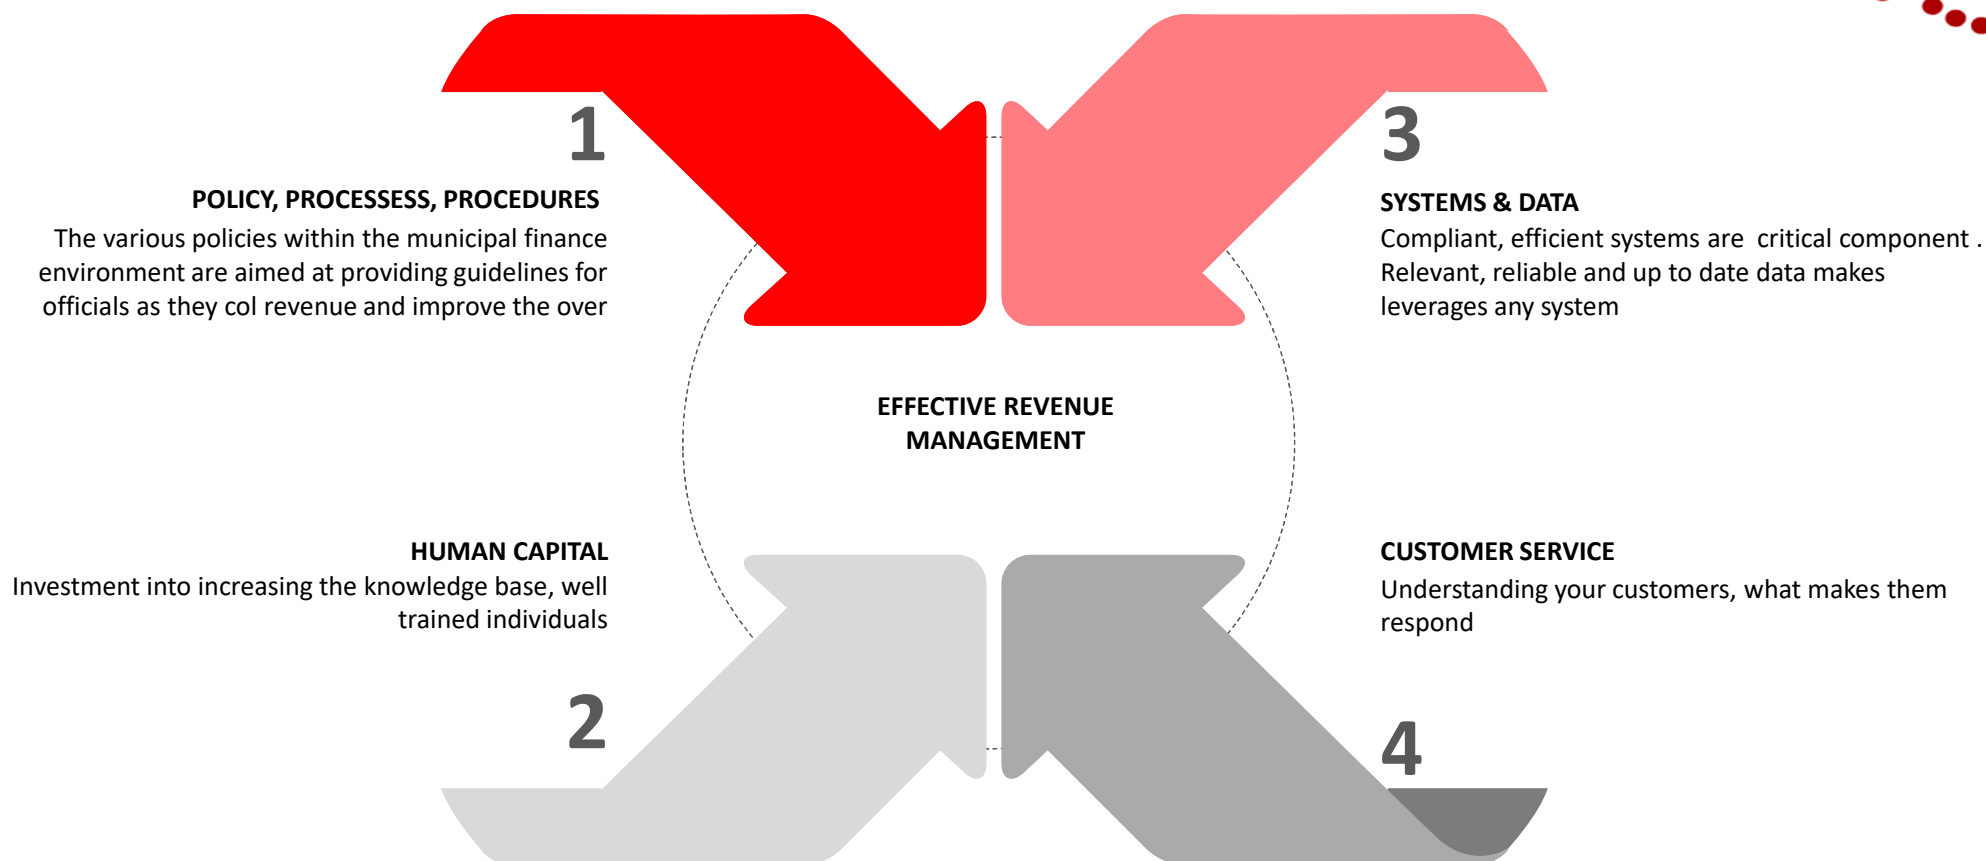 1
POLICY, PROCESSESS, PROCEDURES
The various policies within the municipal finance
environment are aimed at providing guidelines for
officials as they col revenue and improve the over
3
SYSTEMS & DATA
Compliant, efficient systems are  critical component .
Relevant, reliable and up to date data makes
leverages any system
EFFECTIVE REVENUE
MANAGEMENT
HUMAN CAPITAL
Investment into increasing the knowledge base, well
trained individuals
2
CUSTOMER SERVICE
Understanding your customers, what makes them
respond
4